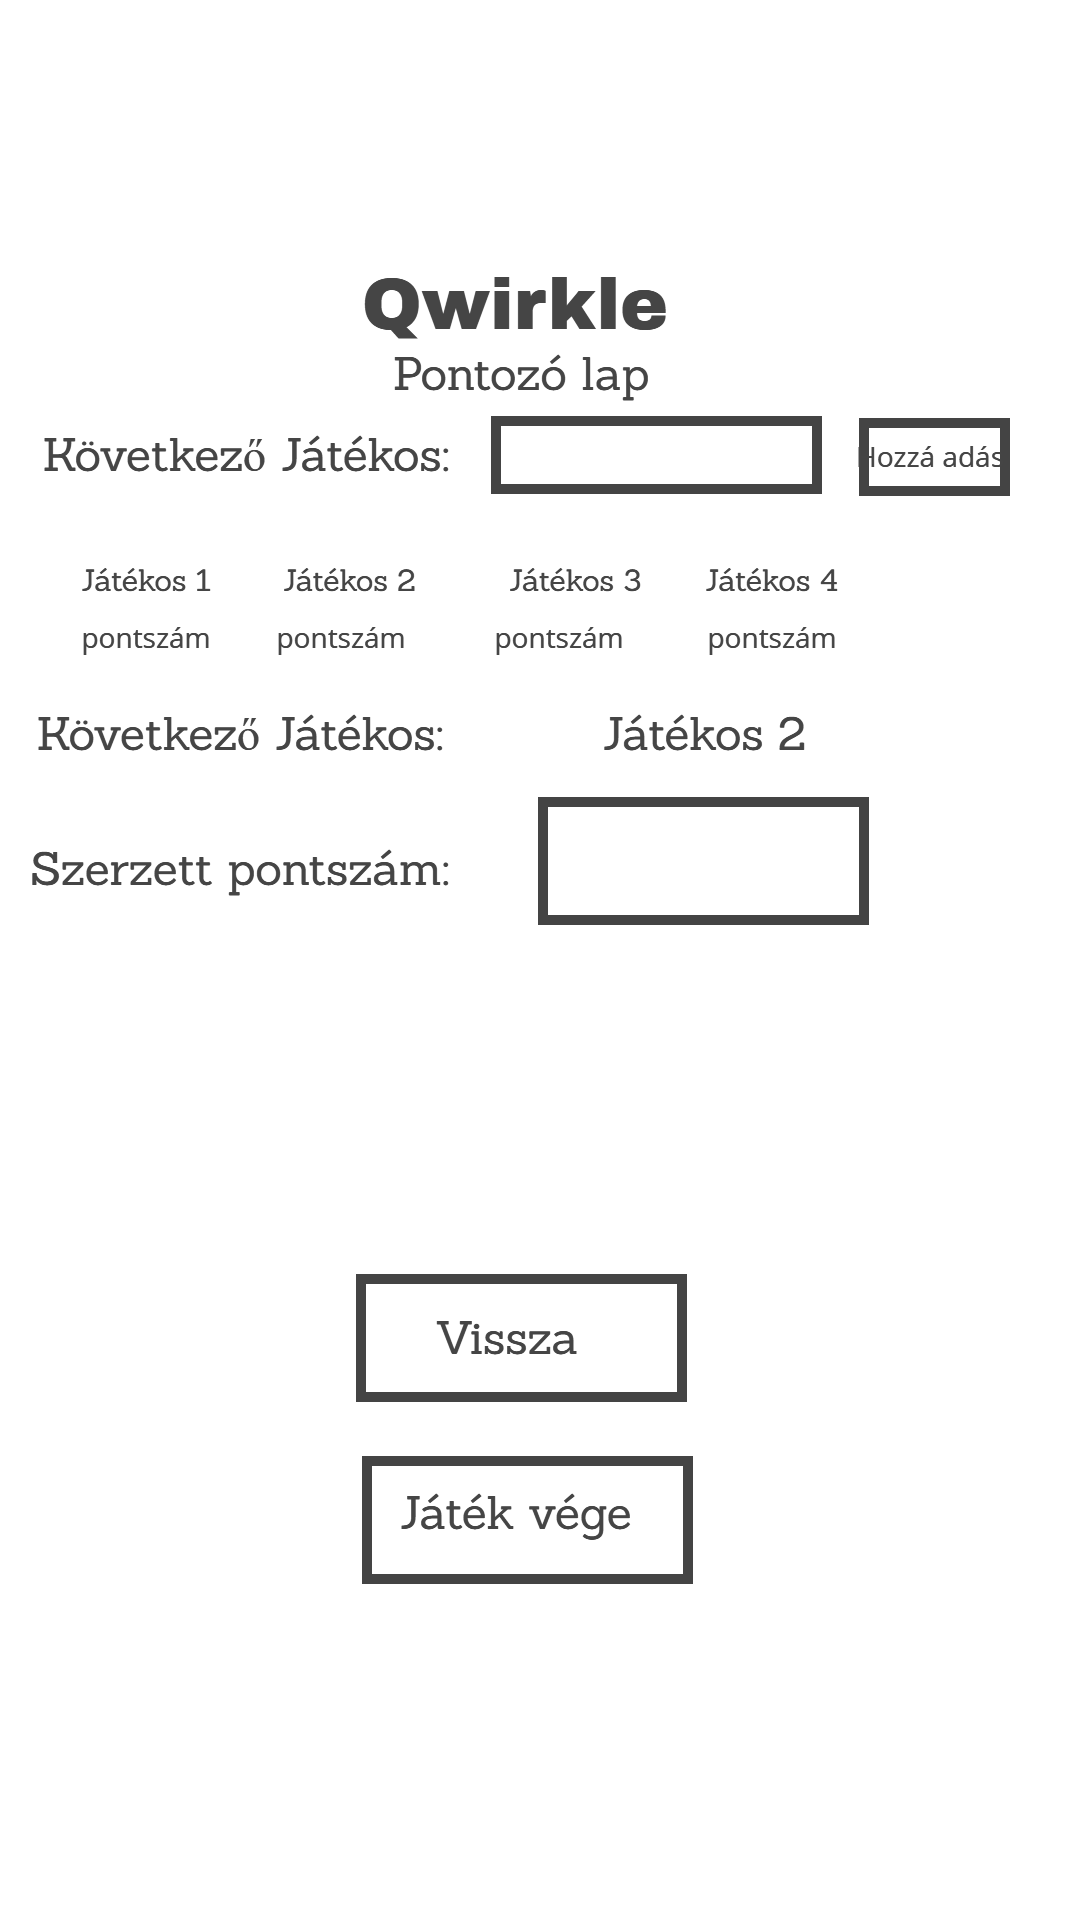 Qwirkle
Pontozó lap
Következő Játékos:
Hozzá adás
Játékos 1 Játékos 2 Játékos 3 Játékos 4
pontszám pontszám pontszám pontszám
Következő Játékos: Játékos 2
Szerzett pontszám:
Vissza
Játék vége